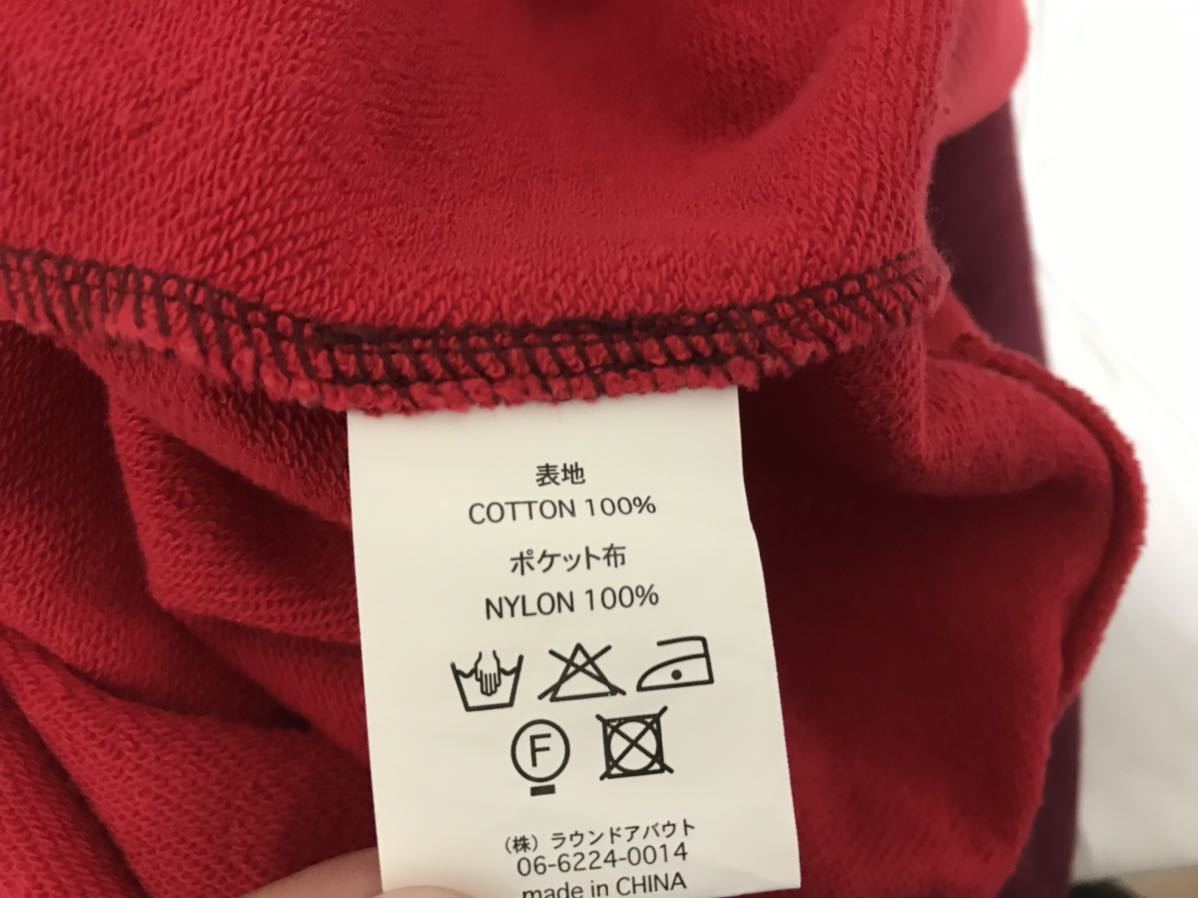 表地
COTTON 100%
ポケット布
NYLON 100%
F
(株) ラウンドアバウト
06-6224-0014
made in CHINA